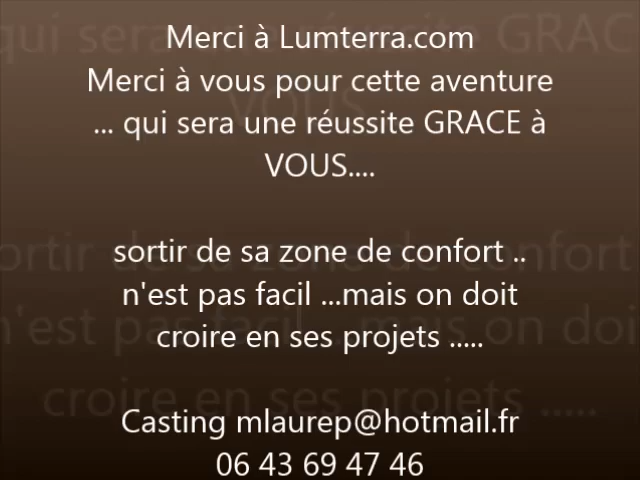 Merci à Lumterra.com
Merci à vous pour cette aventure
... qui sera une réussite GRACE à
VOUS....
sortir de sa zone de confort ..
n'est pas facil ...mais on doit
croire en ses projets .....
Casting mlaurep@hotmail.fr
06 43 69 47 46